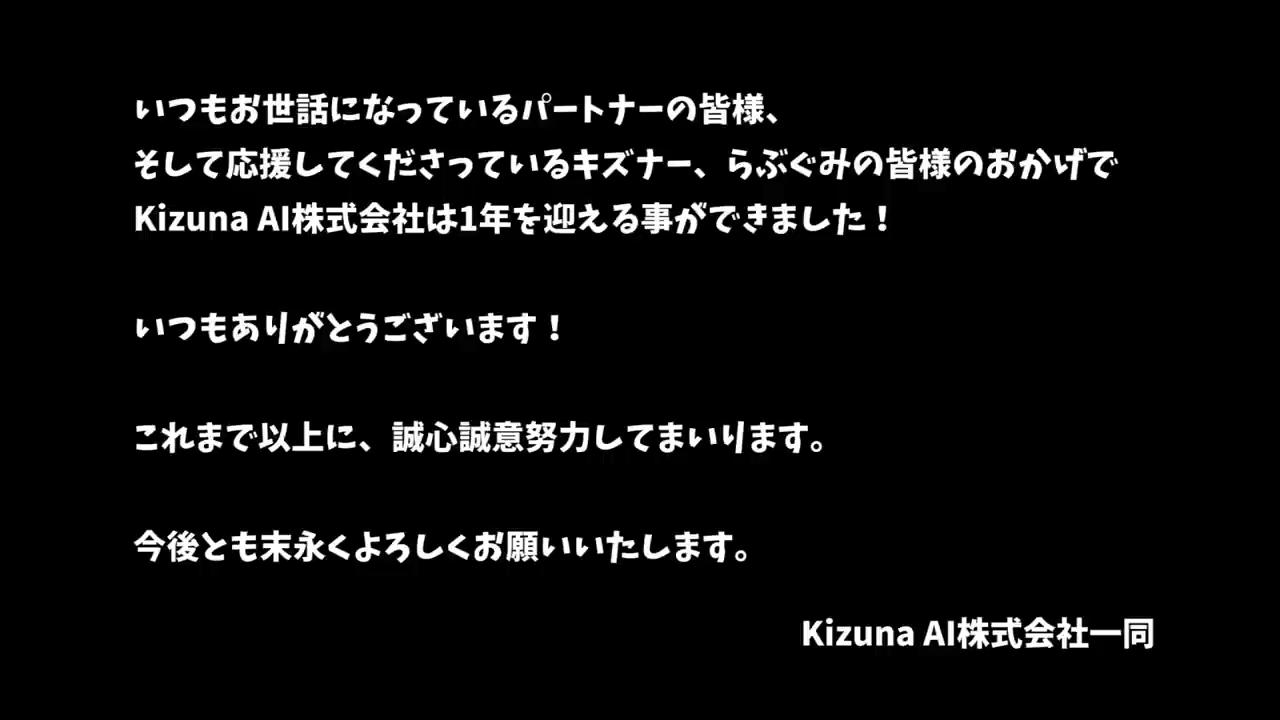 いつもお世話になっているパートナーの皆様、
そして応援してくださっているキズナー、らぶぐみの皆様のおかげで
Kizuna AI株式会社は1年を迎える事ができました！
いつもありがとうございます！
これまで以上に、誠心誠意努力してまいります。
今後とも末永くよろしくお願いいたします。
Kizuna AI株式会社一同